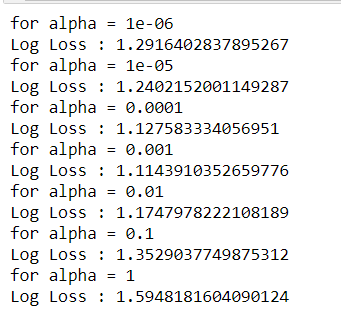 for alpha = 1e-06
Log Loss : 1.2916402837895267
for alpha = 1e-05
Log Loss : 1.2402152001149287
for alpha = 0.0001
Log Loss : 1.127583334056951
for alpha = 0.001
Log Loss : 1.1143910352659776
for alpha = 0.01
Log Loss : 1.1747978222108189
for alpha = 0.1
Log Loss : 1.3529037749875312
for alpha = 1
Log Loss : 1.5948181604090124